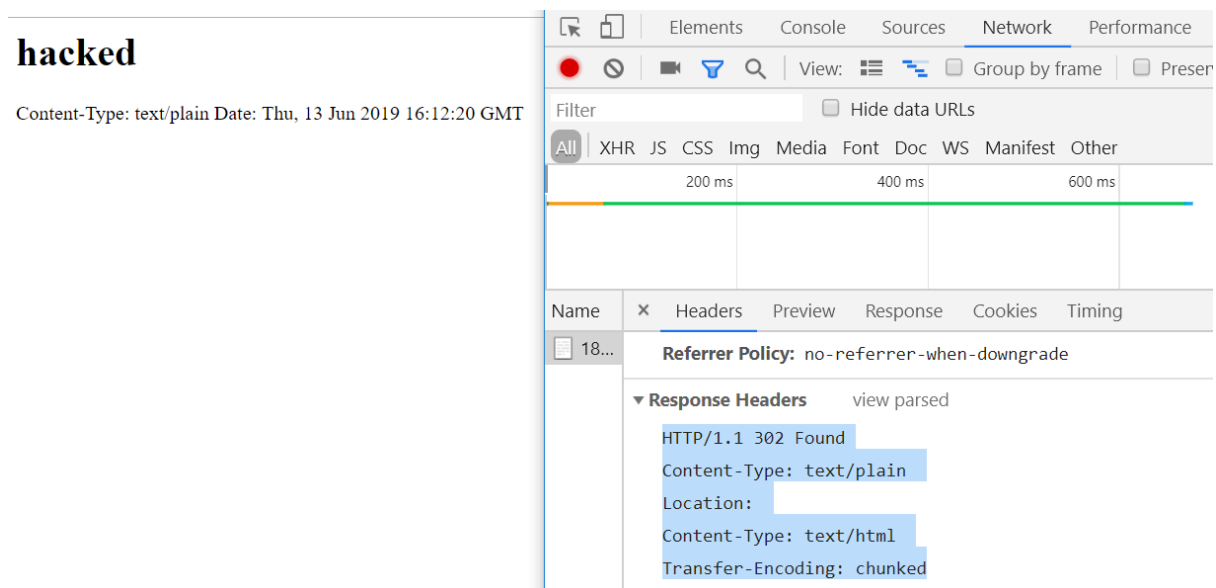 hacked
Content-Type: text/plain Date: Thu, 13 Jun 2019 16:12:20 GMT
Elements Console Sources Network Performance
View: Group by frame Preser
Filter Hide data URLs
All XHR JS CSS Img Media Font Doc WS Manifest Other
200 ms 400 ms 600 ms
Name × Headers Preview Response Cookies Timing
18... Referrer Policy: no-referrer-when-downgrade
Response Headers view parsed
HTTP/1.1 302 Found
Content-Type: text/plain
Location:
Content-Type: text/html
Transfer-Encoding: chunked